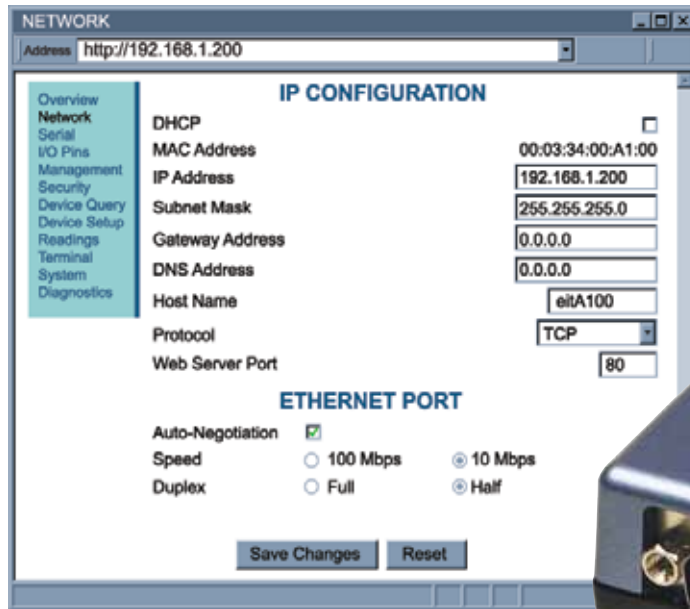 NETWORK
Address http://192.168.1.200
Overview
Network
Serial
I/O Pins
Management
Security
Device Query
Device Setup
Readings
Terminal
System
Diagnostics
IP CONFIGURATION
DHCP
MAC Address 00:03:34:00:A1:00
IP Address 192.168.1.200
Subnet Mask 255.255.255.0
Gateway Address 0.0.0.0
DNS Address 0.0.0.0
Host Name eitA100
Protocol TCP
Web Server Port 80
ETHERNET PORT
Auto-Negotiation
Speed 100 Mbps 10 Mbps
Duplex Full Half
Save Changes Reset